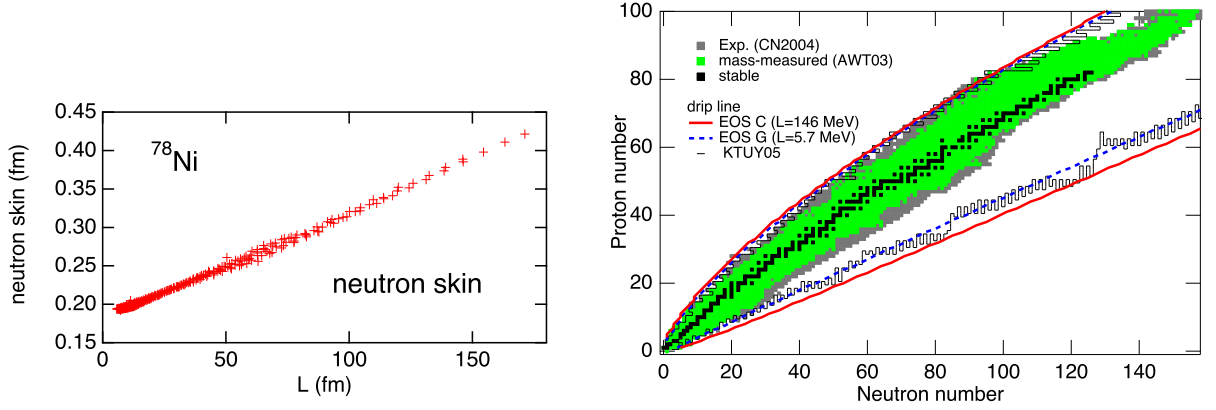 0.45
0.40
0.35
0.30
0.25
0.20
0.15
0
50
100
150
neutron skin (fm)
L (fm)
78Ni
neutron skin
100
80
60
40
20
0
0
20
40
60
80
100
120
140
Proton number
Neutron number
Exp. (CN2004)
mass-measured (AWT03)
stable
drip line
EOS C (L=146 MeV)
EOS G (L=5.7 MeV)
KTUY05